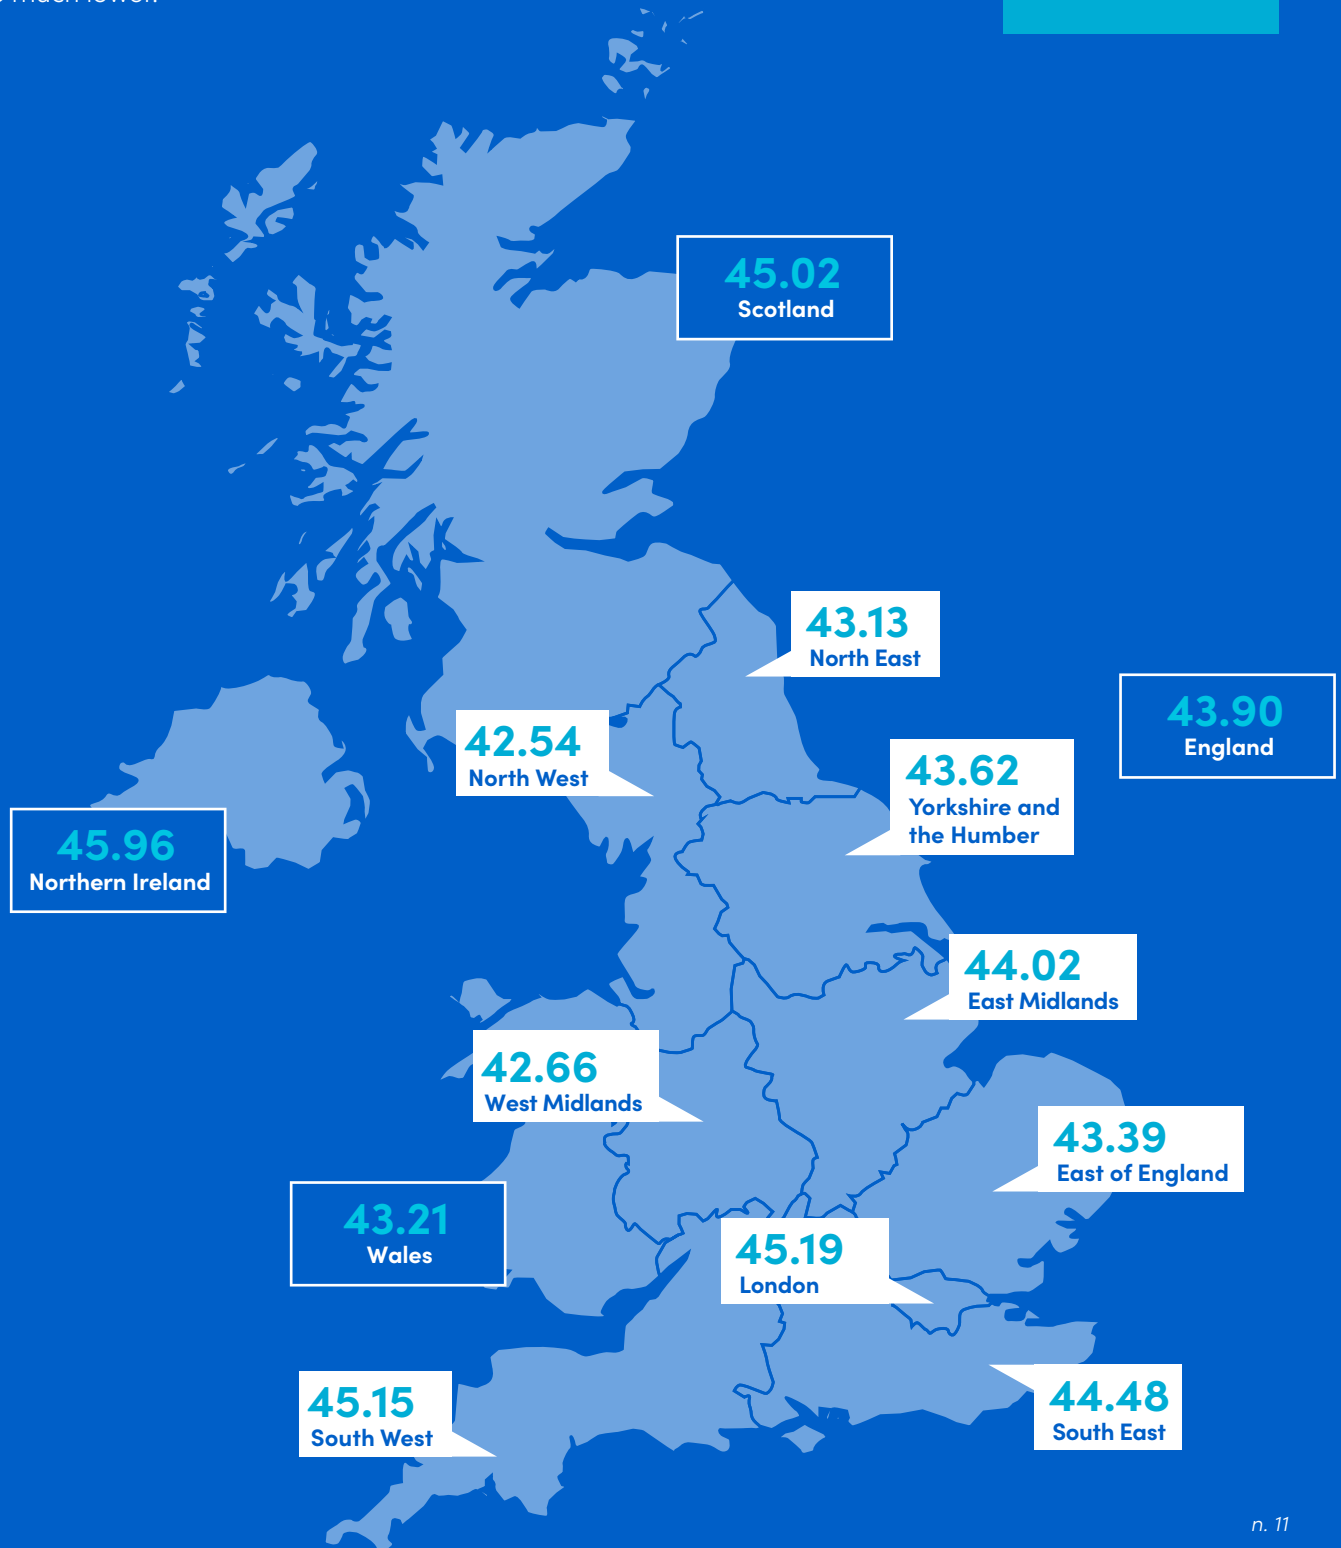 much lower.
45.02
Scotland
43.13
North East
43.90
England
42.54
North West
43.62
Yorkshire and
the Humber
45.96
Northern Ireland
44.02
East Midlands
42.66
West Midlands
43.39
East of England
43.21
Wales
45.19
London
45.15
South West
44.48
South East
n. 11